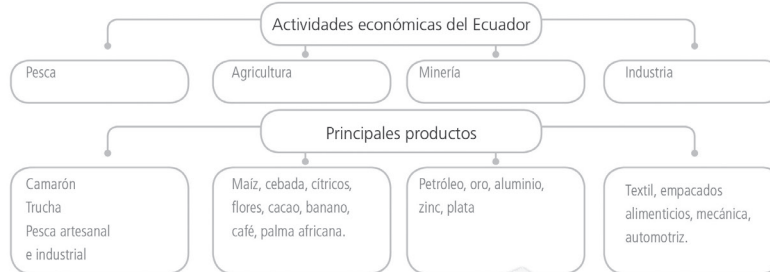 Actividades económicas del Ecuador
Pesca
Agricultura
Minería
Industria
Principales productos
Camarón
Trucha
Pesca artesanal
e industrial
Maíz, cebada, cítricos,
flores, cacao, banano,
café, palma africana.
Petróleo, oro, aluminio,
zinc, plata
Textil, empacados
alimenticios, mecánica,
automotriz.